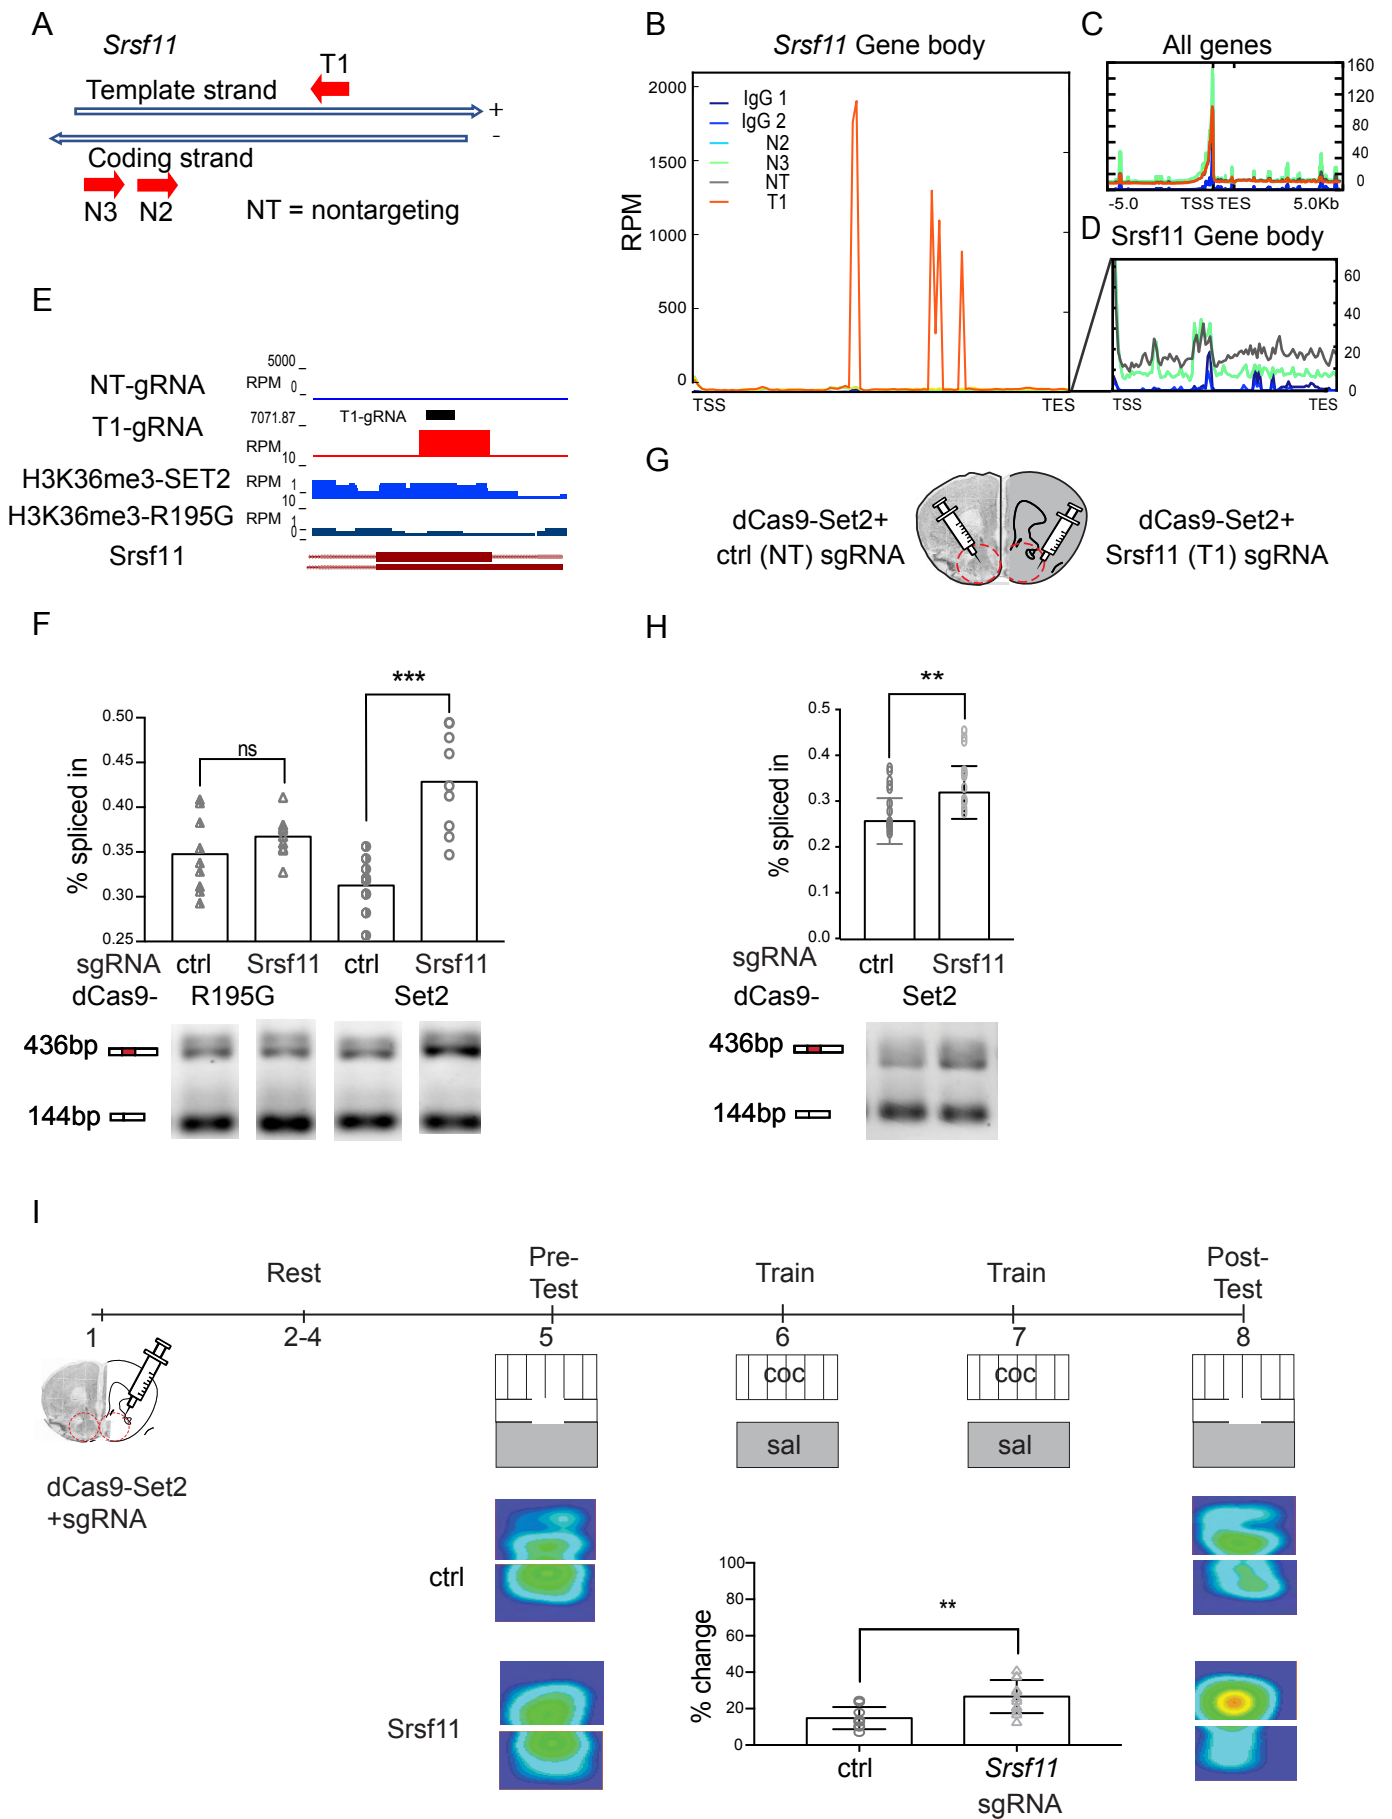 A
Srsf11
T1
Template strand
+
-
Coding strand
N3 N2
NT = nontargeting
B
Srsf11 Gene body
2000
1500
1000
500
0
RPM
IgG 1
IgG 2
N2
N3
NT
T1
TSS TES
C
All genes
160
120
80
40
0
-5.0 TSS TES 5.0Kb
D
Srsf11 Gene body
60
40
20
0
TSS TES
E
5000
NT-gRNA RPM 0
7071.87 T1-gRNA
T1-gRNA
RPM
10
H3K36me3-SET2 RPM 1
10
H3K36me3-R195G RPM 1
0
Srsf11
G
dCas9-Set2+
ctrl (NT) sgRNA
dCas9-Set2+
Srsf11 (T1) sgRNA
F
***
ns
0.50
0.45
0.40
0.35
0.30
0.25
% spliced in
sgRNA ctrl Srsf11 ctrl Srsf11
dCas9- R195G Set2
436bp
144bp
H
**
0.5
0.4
0.3
0.2
0.1
0.0
% spliced in
sgRNA ctrl Srsf11
dCas9- Set2
436bp
144bp
I
Rest
Pre-
Test
Train
Train
Post-
Test
1 2-4 5 6 7 8
coc coc
sal sal
dCas9-Set2
+sgRNA
ctrl
Srsf11
100
80
60
40
20
0
% change
**
ctrl Srsf11
sgRNA